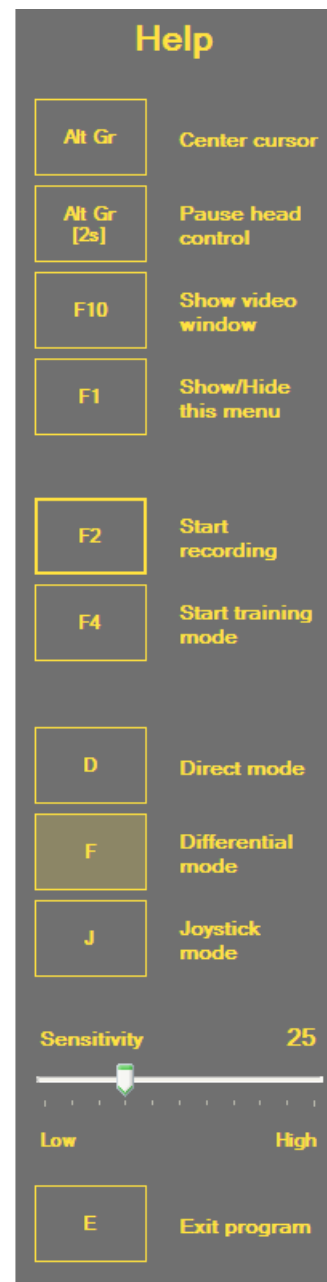 Help
Alt Gr
Center cursor
Alt Gr
[2s]
Pause head
control
F10
Show video
window
F1
Show/Hide
this menu
F2
Start
recording
F4
Start training
mode
D
Direct mode
F
Differential
mode
J
Joystick
mode
Sensitivity 25
Low High
E
Exit program